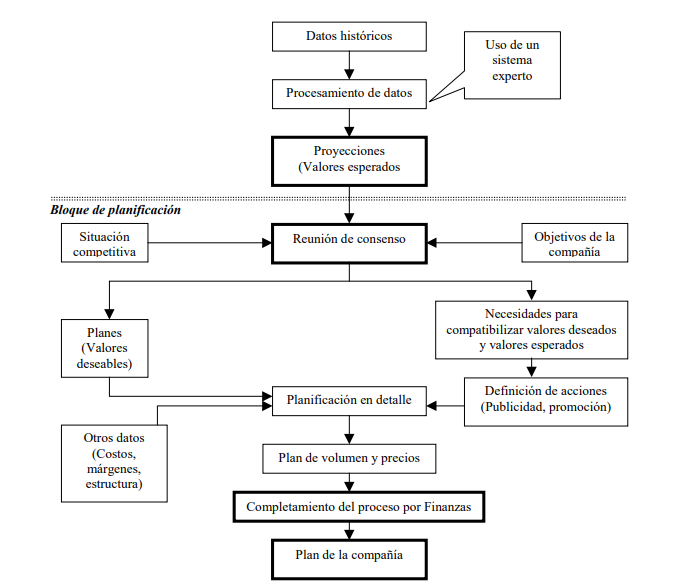 Datos históricos
Uso de un
sistema
experto
Procesamiento de datos
Proyecciones
(Valores esperados
Bloque de planificación
Situación
competitiva
Reunión de consenso
Objetivos de la
compañía
Planes
(Valores
deseables)
Necesidades para
compatibilizar valores deseados
y valores esperados
Planificación en detalle
Definición de acciones
(Publicidad, promoción)
Otros datos
(Costos,
márgenes,
estructura)
Plan de volumen y precios
Completamiento del proceso por Finanzas
Plan de la compañía